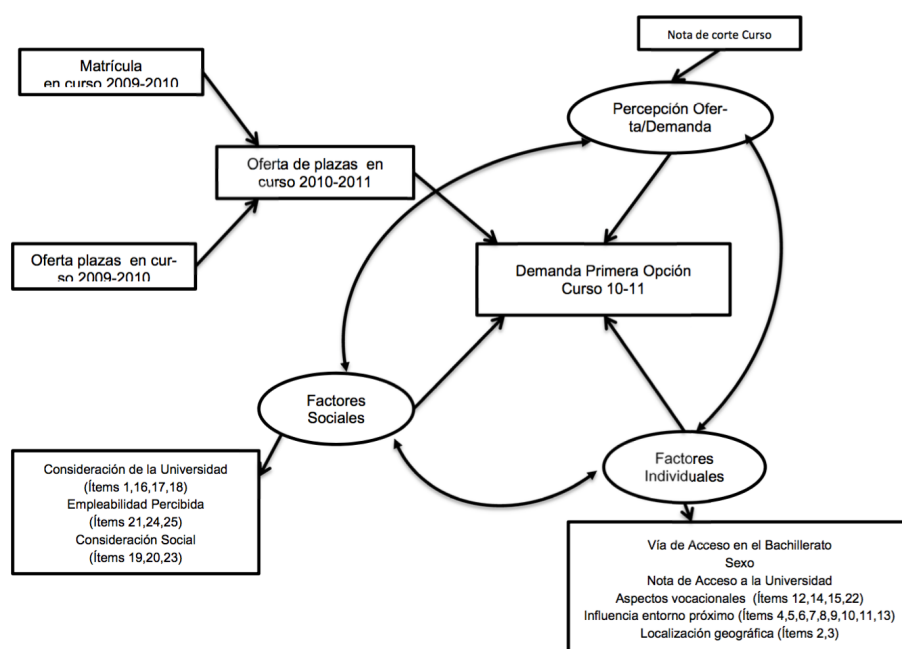 Nota de corte Curso
Matrícula
en curso 2009-2010
Percepción Ofer-
ta/Demanda
Oferta de plazas en
curso 2010-2011
Oferta plazas en cur-
so 2009-2010
Demanda Primera Opción
Curso 10-11
Factores
Sociales
Factores
Individuales
Consideración de la Universidad
(Ítems 1,16,17,18)
Empleabilidad Percibida
(Ítems 21,24,25)
Consideración Social
(Ítems 19,20,23)
Vía de Acceso en el Bachillerato
Sexo
Nota de Acceso a la Universidad
Aspectos vocacionales (Ítems 12,14,15,22)
Influencia entorno próximo (Ítems 4,5,6,7,8,9,10,11,13)
Localización geográfica (Ítems 2,3)